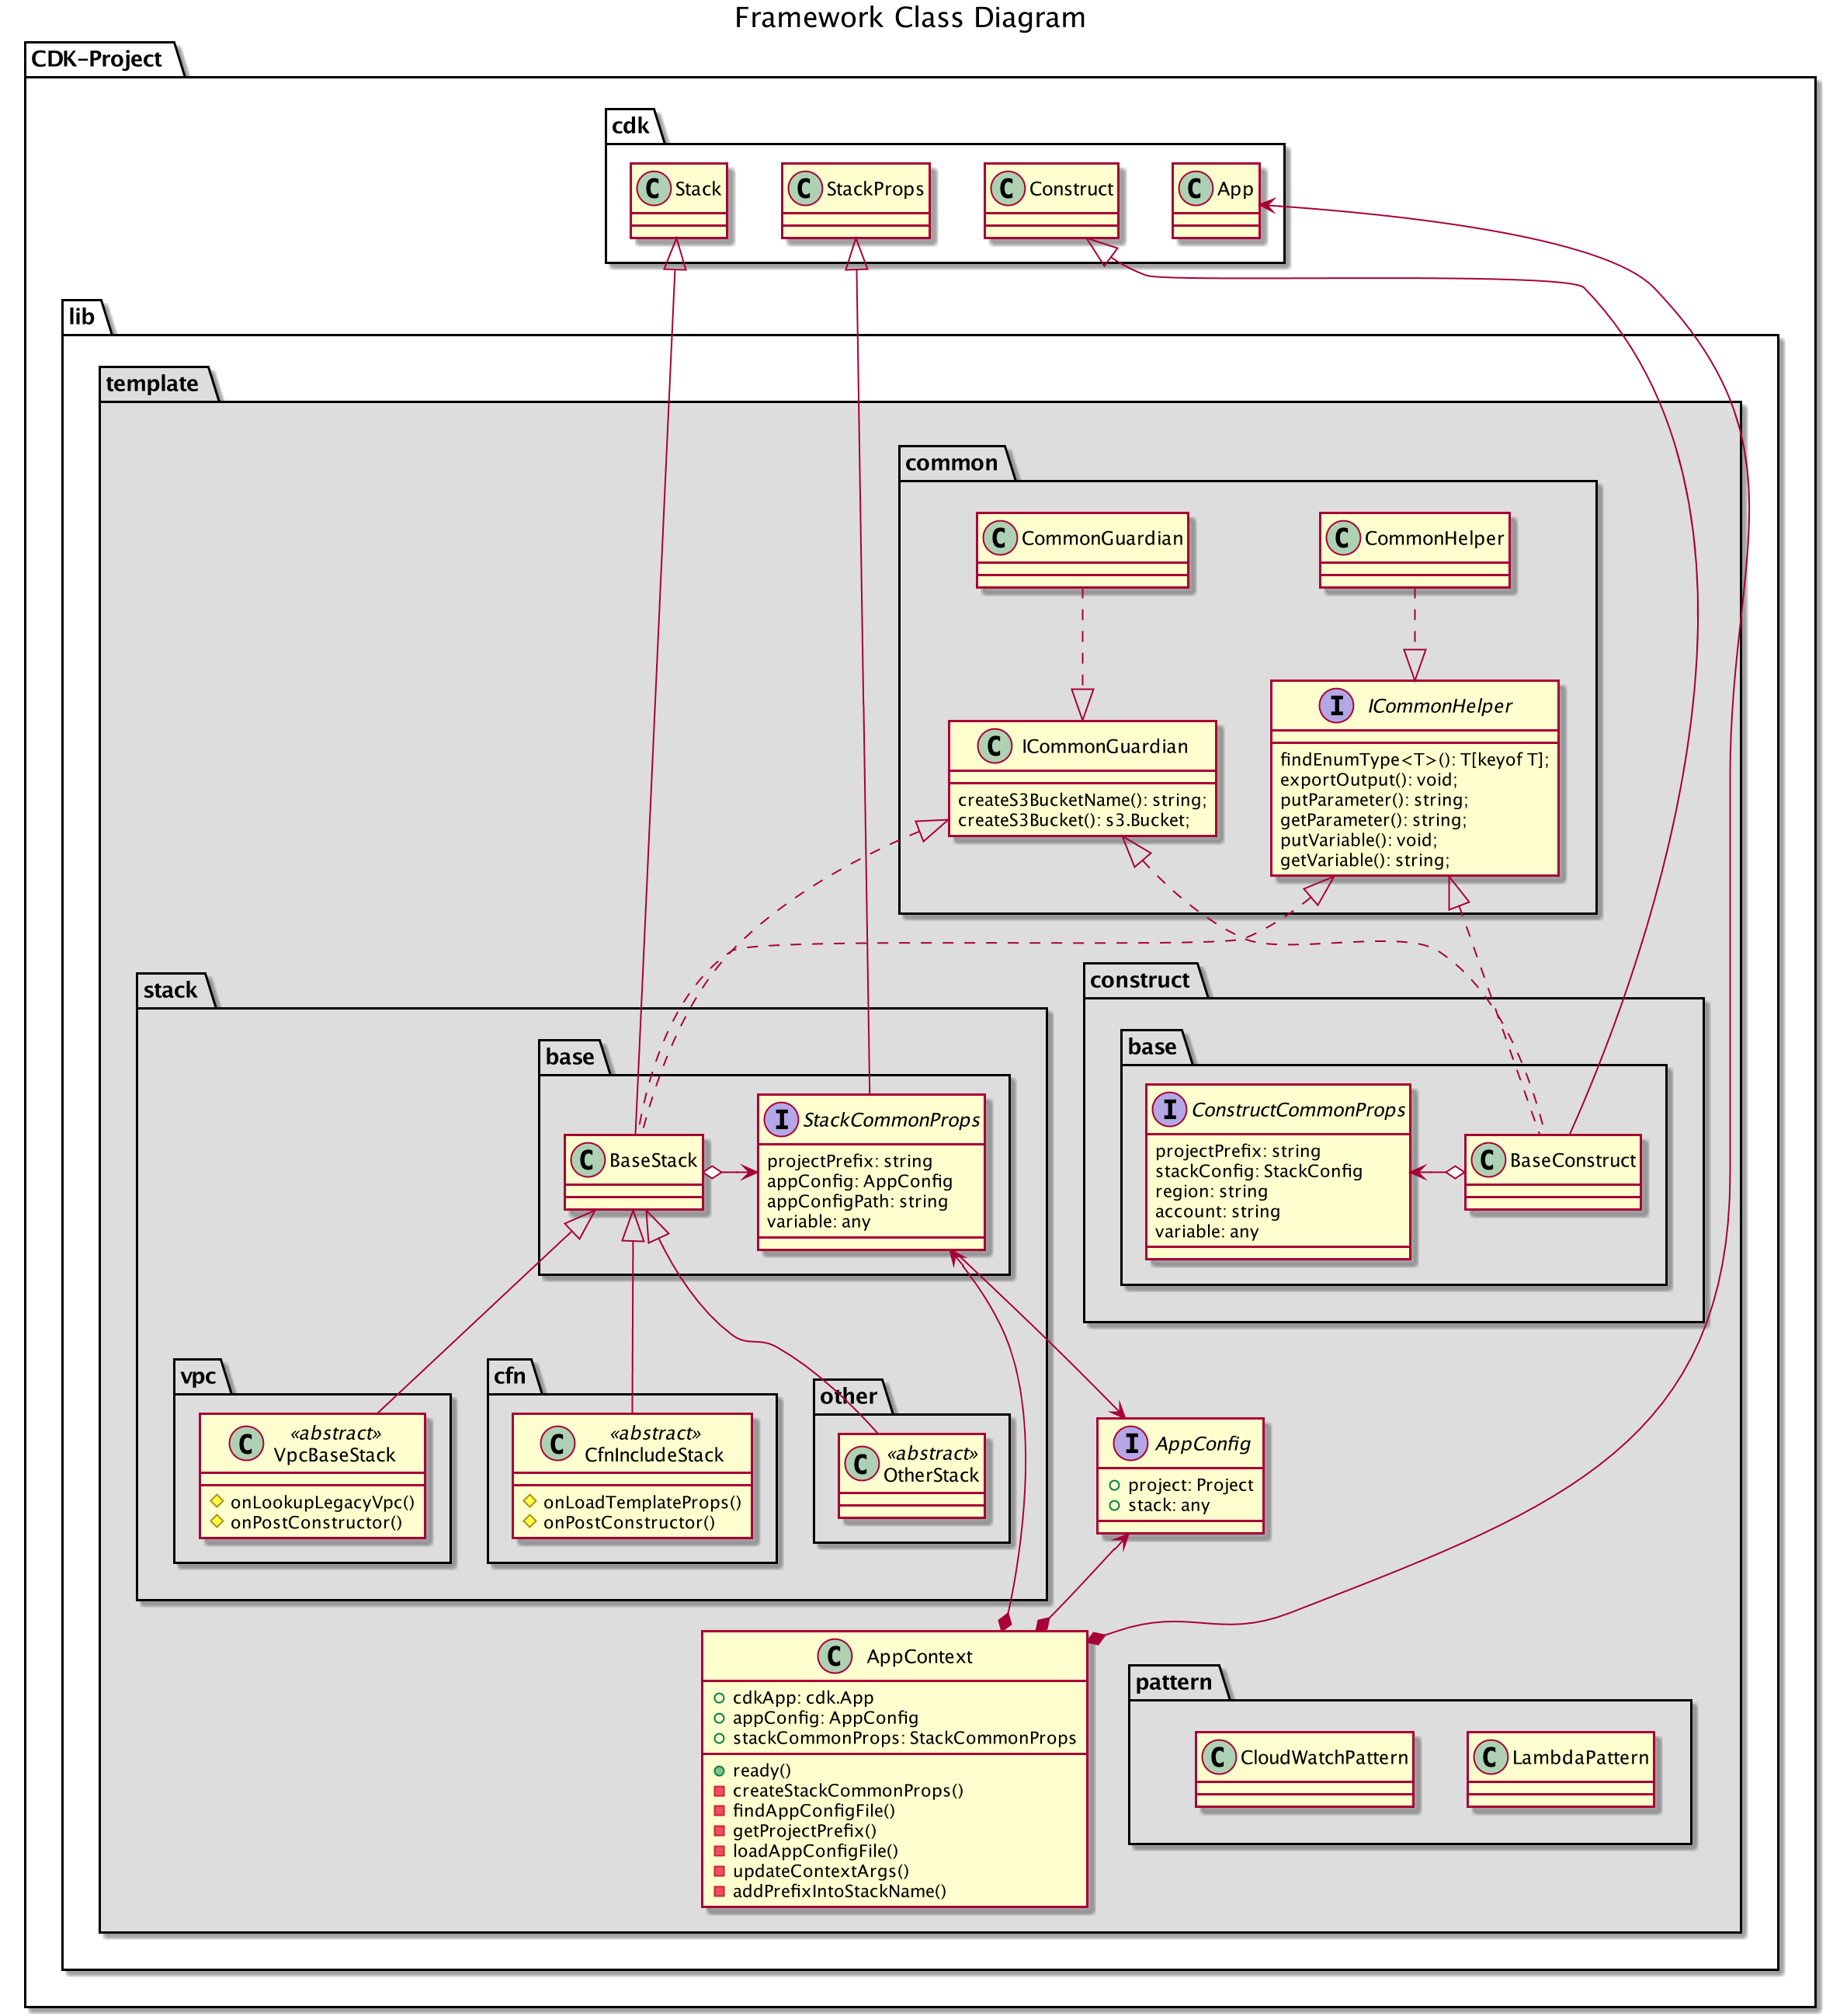 Framework Class Diagram
CDK-Project
cdk
C Stack
C StackProps
C Construct
C App
lib
template
common
C CommonGuardian
C CommonHelper
I ICommonHelper
findEnumType<T>(): T[keyof T];
exportOutput(): void;
putParameter(): string;
getParameter(): string;
putVariable(): void;
getVariable(): string;
C ICommonGuardian
createS3BucketName(): string;
createS3Bucket(): s3.Bucket;
stack
base
C BaseStack
I StackCommonProps
projectPrefix: string
appConfig: AppConfig
appConfigPath: string
variable: any
construct
base
I ConstructCommonProps
projectPrefix: string
stackConfig: StackConfig
region: string
account: string
variable: any
C BaseConstruct
vpc
C «abstract»
VpcBaseStack
onLookupLegacyVpc()
onPostConstructor()
cfn
C «abstract»
CfnIncludeStack
onLoadTemplateProps()
onPostConstructor()
other
C «abstract»
OtherStack
I AppConfig
project: Project
stack: any
C AppContext
cdkApp: cdk.App
appConfig: AppConfig
stackCommonProps: StackCommonProps
ready()
createStackCommonProps()
findAppConfigFile()
getProjectPrefix()
loadAppConfigFile()
updateContextArgs()
addPrefixIntoStackName()
pattern
C CloudWatchPattern
C LambdaPattern